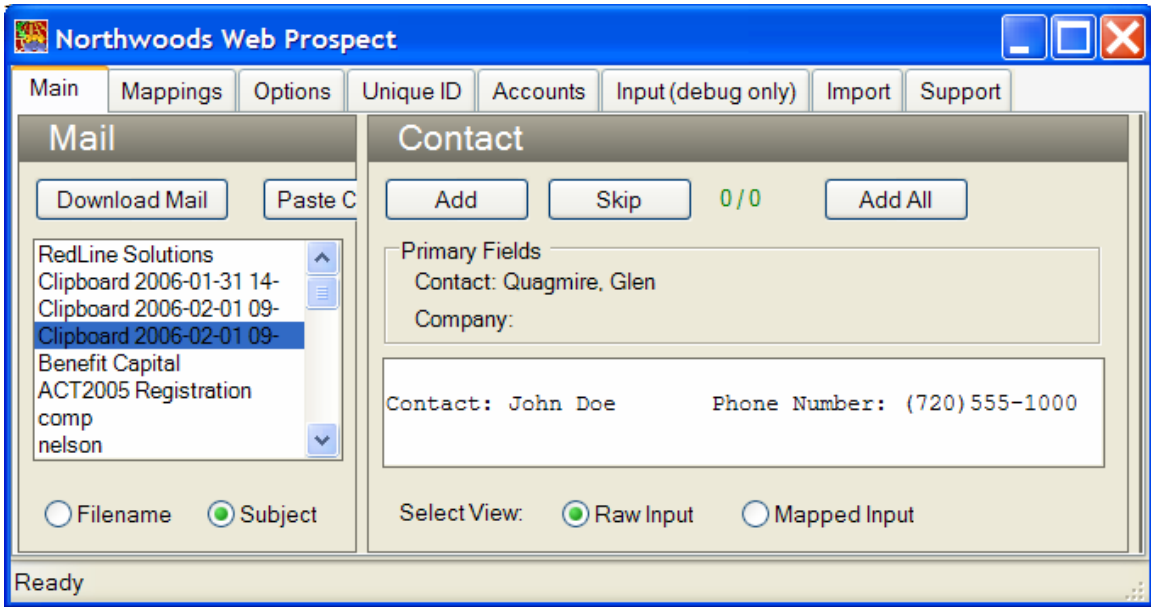 Northwoods Web Prospect
Main Mappings Options Unique ID Accounts Input (debug only) Import Support
Mail
Download Mail Paste C
RedLine Solutions
Clipboard 2006-01-31 14-
Clipboard 2006-02-01 09-
Clipboard 2006-02-01 09-
Benefit Capital
ACT2005 Registration
comp
nelson
Filename Subject
Contact
Add Skip 0 / 0 Add All
Primary Fields
Contact: Quagmire, Glen
Company:
Contact: John Doe Phone Number: (720)555-1000
Select View: Raw Input Mapped Input
Ready